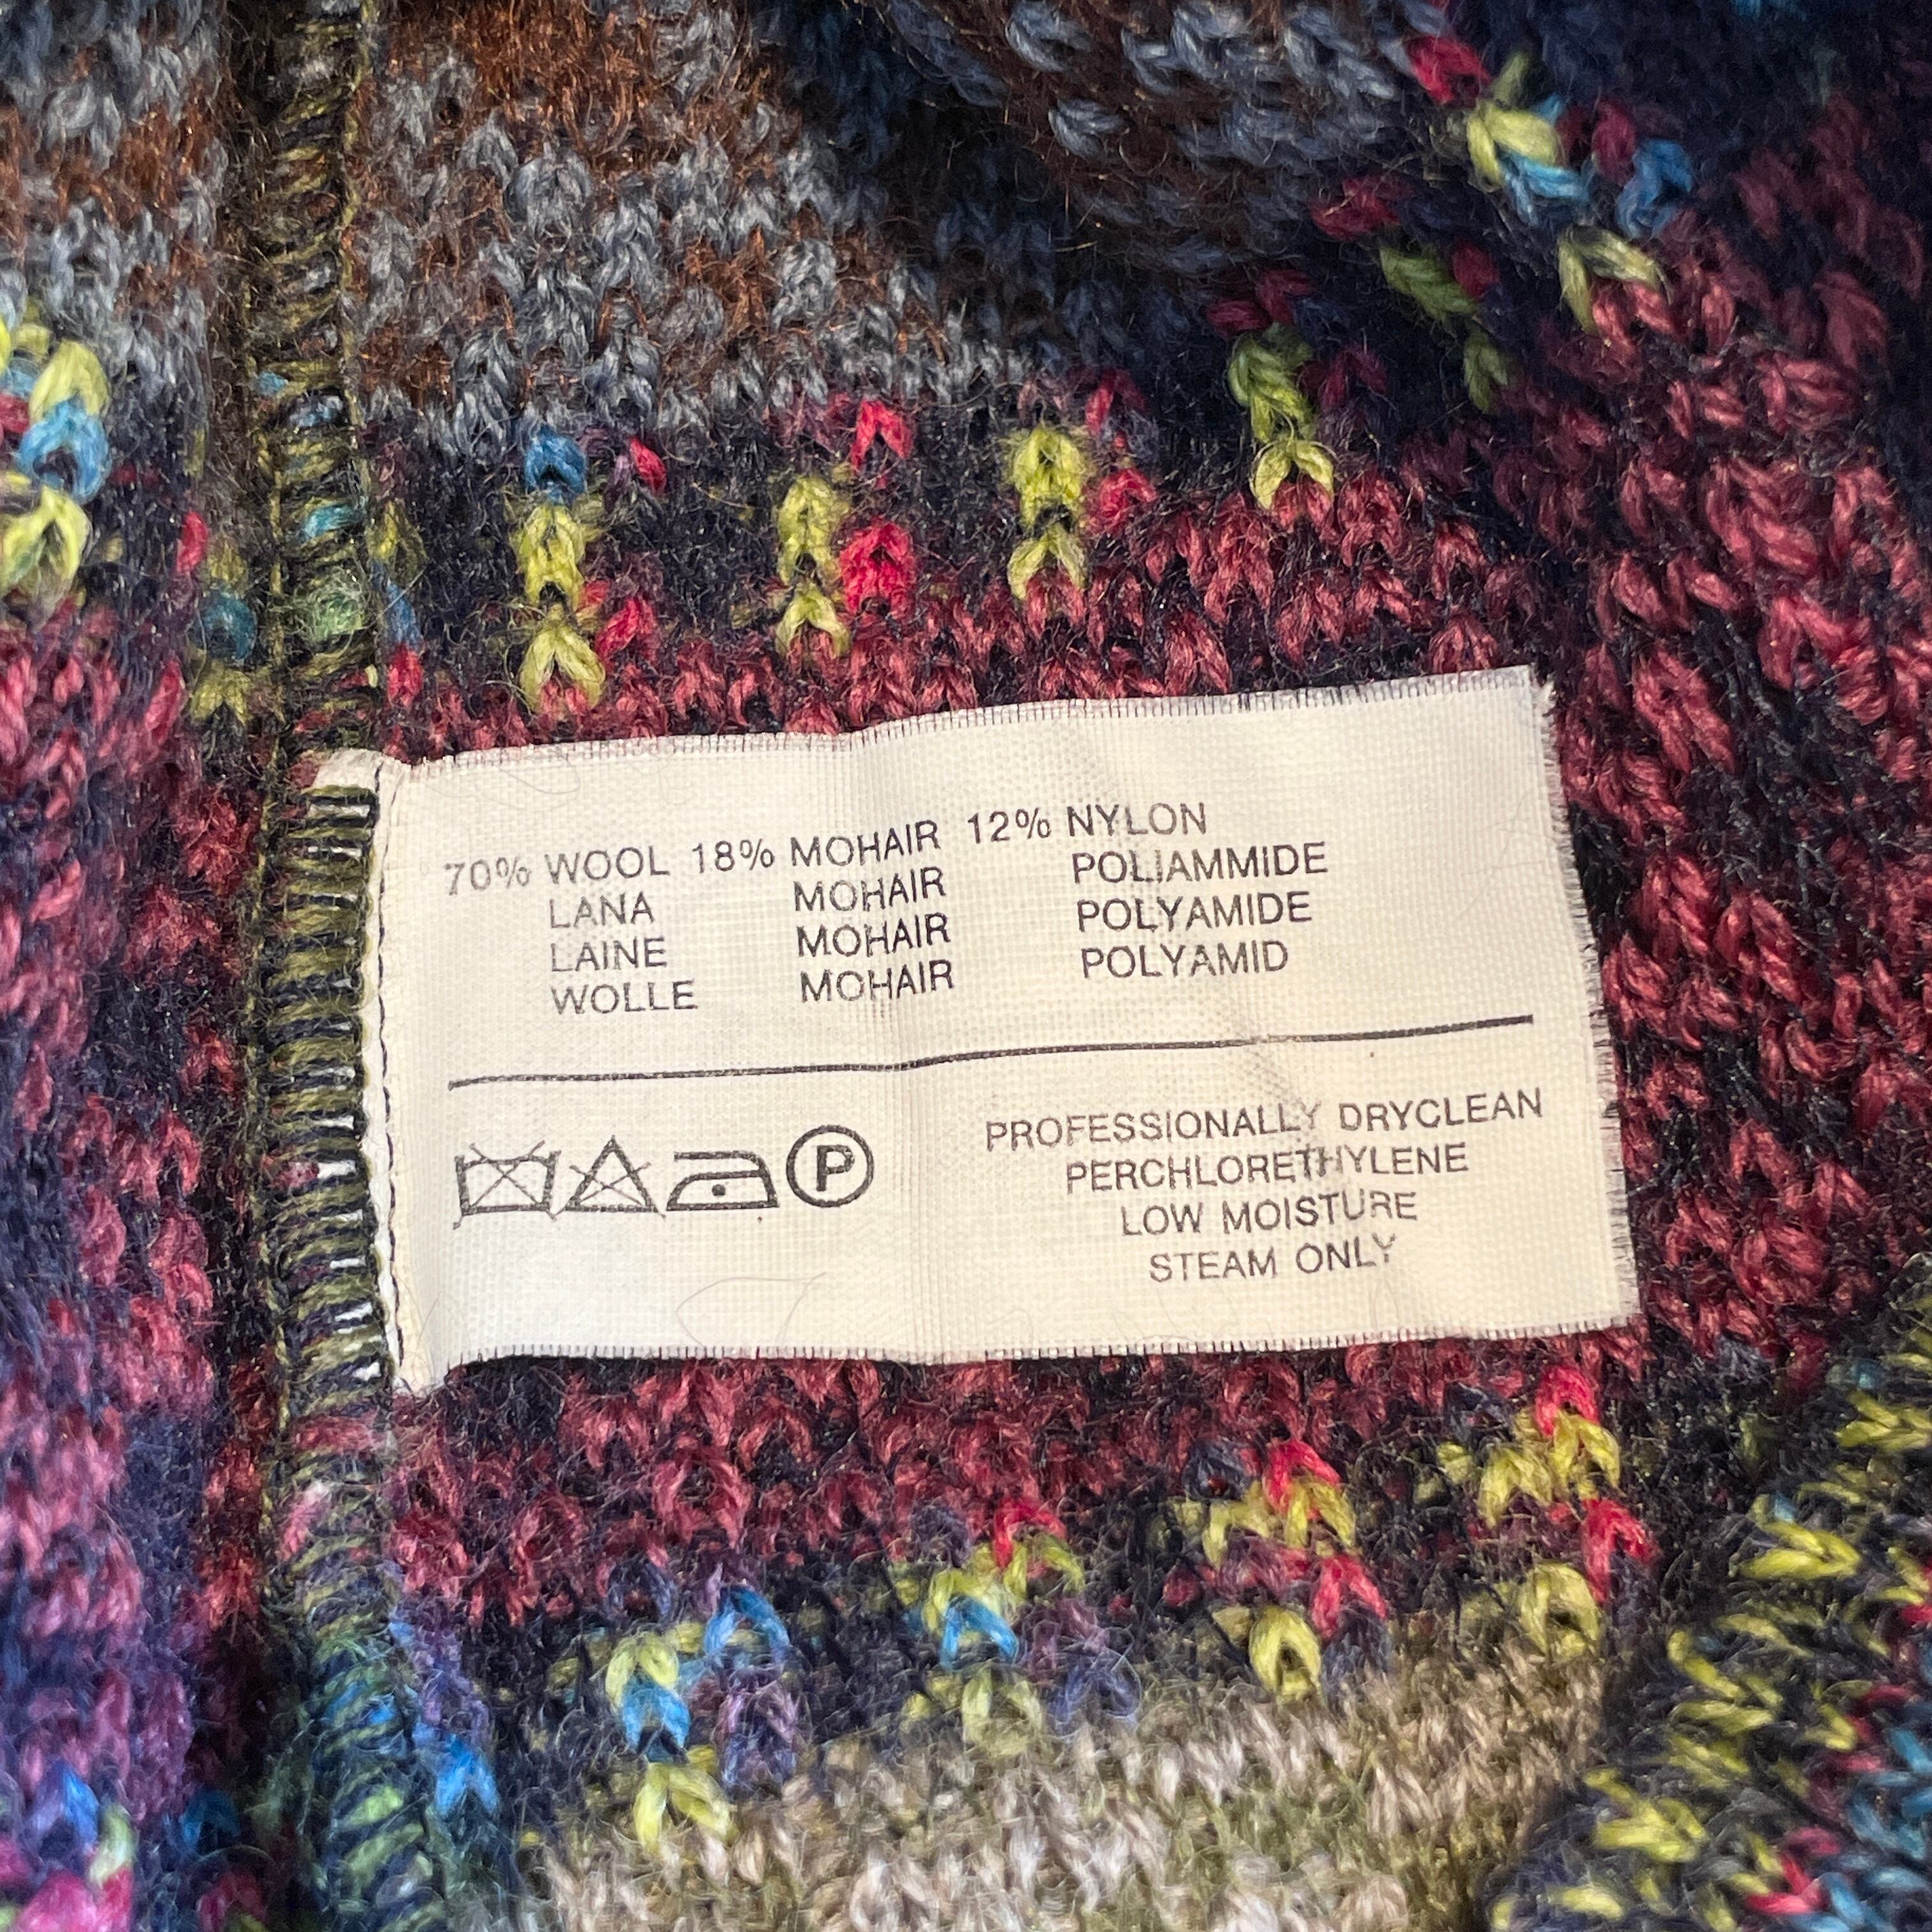 70% WOOL 18% MOHAIR 12% NYLON
LANA MOHAIR POLIAMMIDE
LAINE MOHAIR POLYAMIDE
WOLLE MOHAIR POLYAMID
P
PROFESSIONALLY DRYCLEAN
PERCHLORETHYLENE
LOW MOISTURE
STEAM ONLY